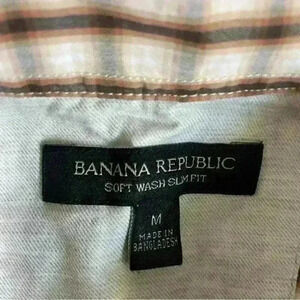 BANANA REPUBLIC
SOFT WASH SLIM FIT
M
MADE IN
BANGLADESH